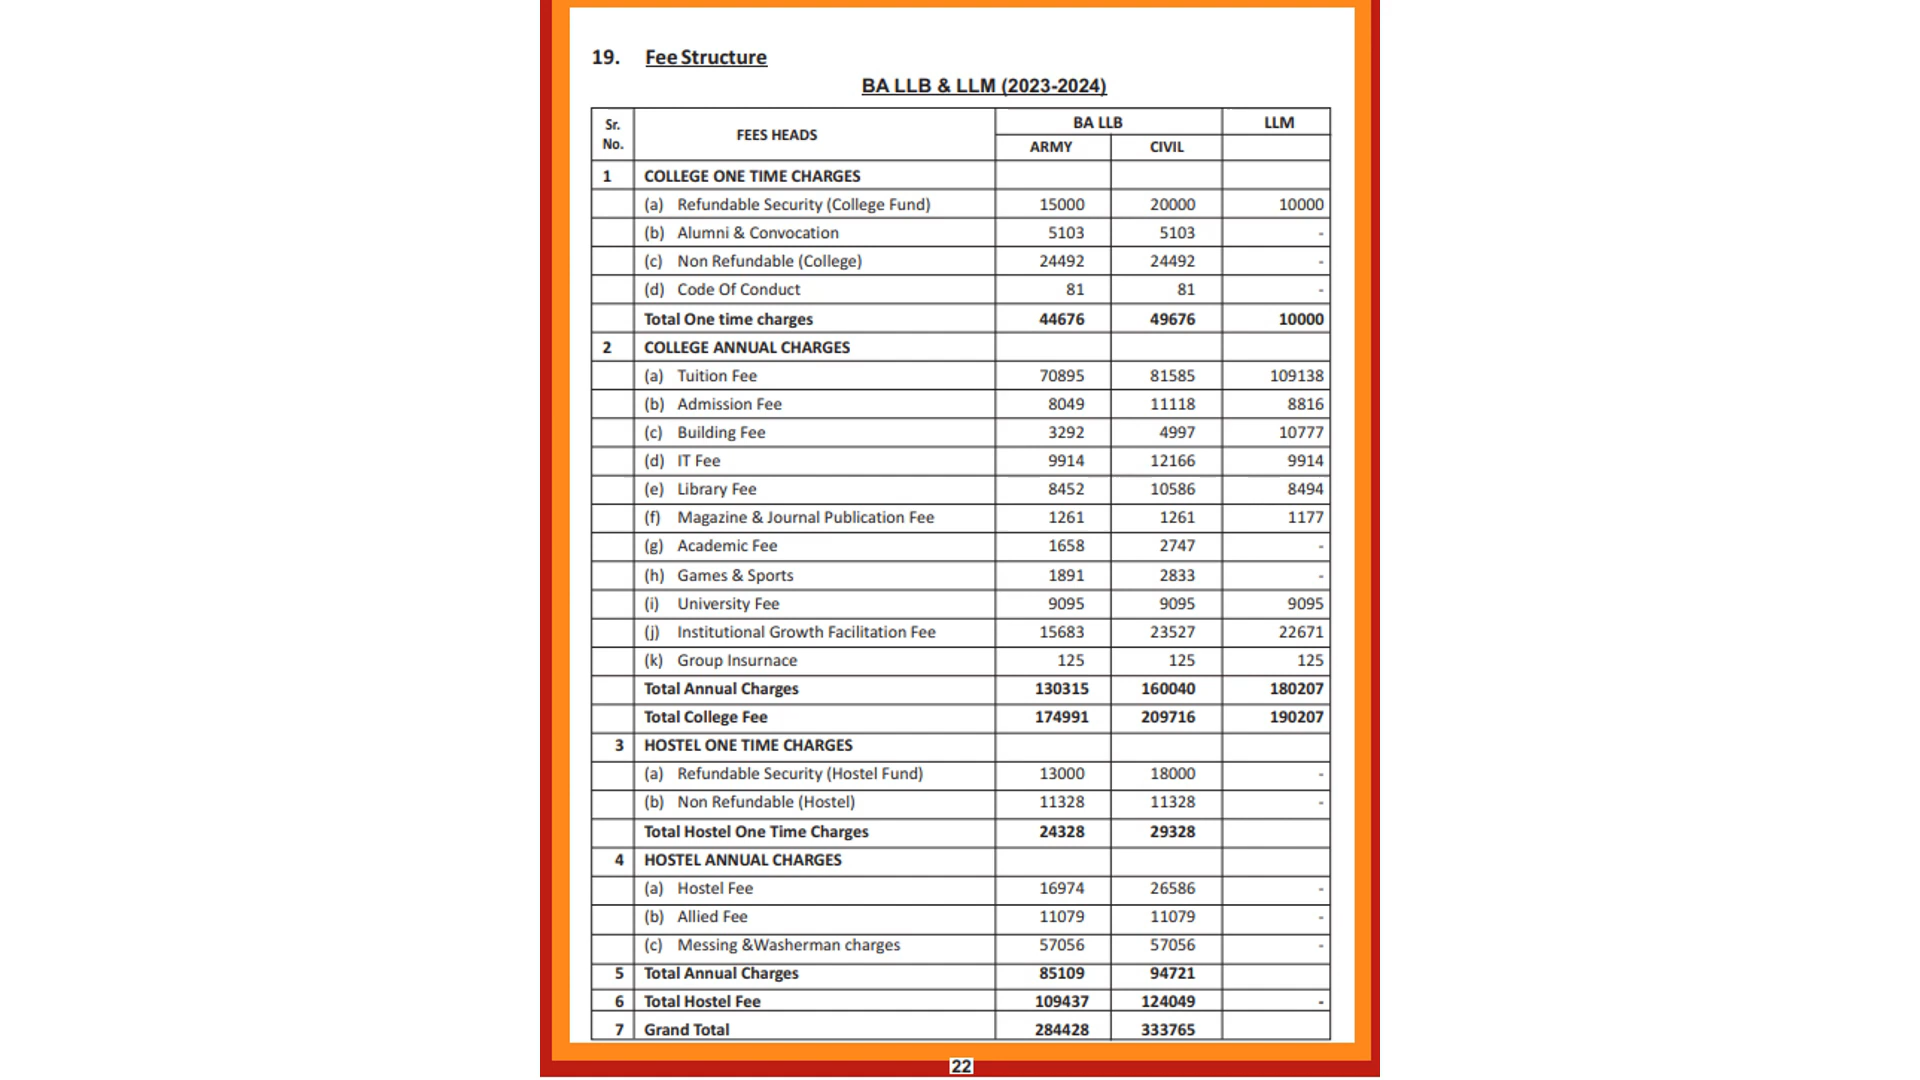 19. Fee Structure
BA LLB & LLM (2023-2024)
Sr. No. FEES HEADS BA LLB LLM
ARMY CIVIL
1 COLLEGE ONE TIME CHARGES
(a) Refundable Security (College Fund) 15000 20000 10000
(b) Alumni & Convocation 5103 5103 -
(c) Non Refundable (College) 24492 24492 -
(d) Code Of Conduct 81 81 -
Total One time charges 44676 49676 10000
2 COLLEGE ANNUAL CHARGES
(a) Tuition Fee 70895 81585 109138
(b) Admission Fee 8049 11118 8816
(c) Building Fee 3292 4997 10777
(d) IT Fee 9914 12166 9914
(e) Library Fee 8452 10586 8494
(f) Magazine & Journal Publication Fee 1261 1261 1177
(g) Academic Fee 1658 2747 -
(h) Games & Sports 1891 2833 -
(i) University Fee 9095 9095 9095
(j) Institutional Growth Facilitation Fee 15683 23527 22671
(k) Group Insurnace 125 125 125
Total Annual Charges 130315 160040 180207
Total College Fee 174991 209716 190207
3 HOSTEL ONE TIME CHARGES
(a) Refundable Security (Hostel Fund) 13000 18000 -
(b) Non Refundable (Hostel) 11328 11328 -
Total Hostel One Time Charges 24328 29328
4 HOSTEL ANNUAL CHARGES
(a) Hostel Fee 16974 26586 -
(b) Allied Fee 11079 11079 -
(c) Messing &Washerman charges 57056 57056 -
5 Total Annual Charges 85109 94721
6 Total Hostel Fee 109437 124049 -
7 Grand Total 284428 333765
22